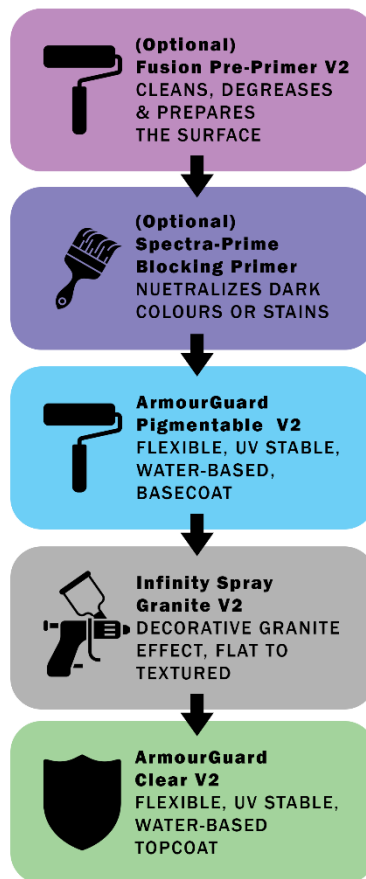 (Optional)
Fusion Pre-Primer V2
CLEANS, DEGREASES
& PREPARES
THE SURFACE
(Optional)
Spectra-Prime
Blocking Primer
NUETRALIZES DARK
COLOURS OR STAINS
ArmourGuard
Pigmentable V2
FLEXIBLE, UV STABLE,
WATER-BASED,
BASECOAT
Infinity Spray
Granite V2
DECORATIVE GRANITE
EFFECT, FLAT TO
TEXTURED
ArmourGuard
Clear V2
FLEXIBLE, UV STABLE,
WATER-BASED
TOPCOAT